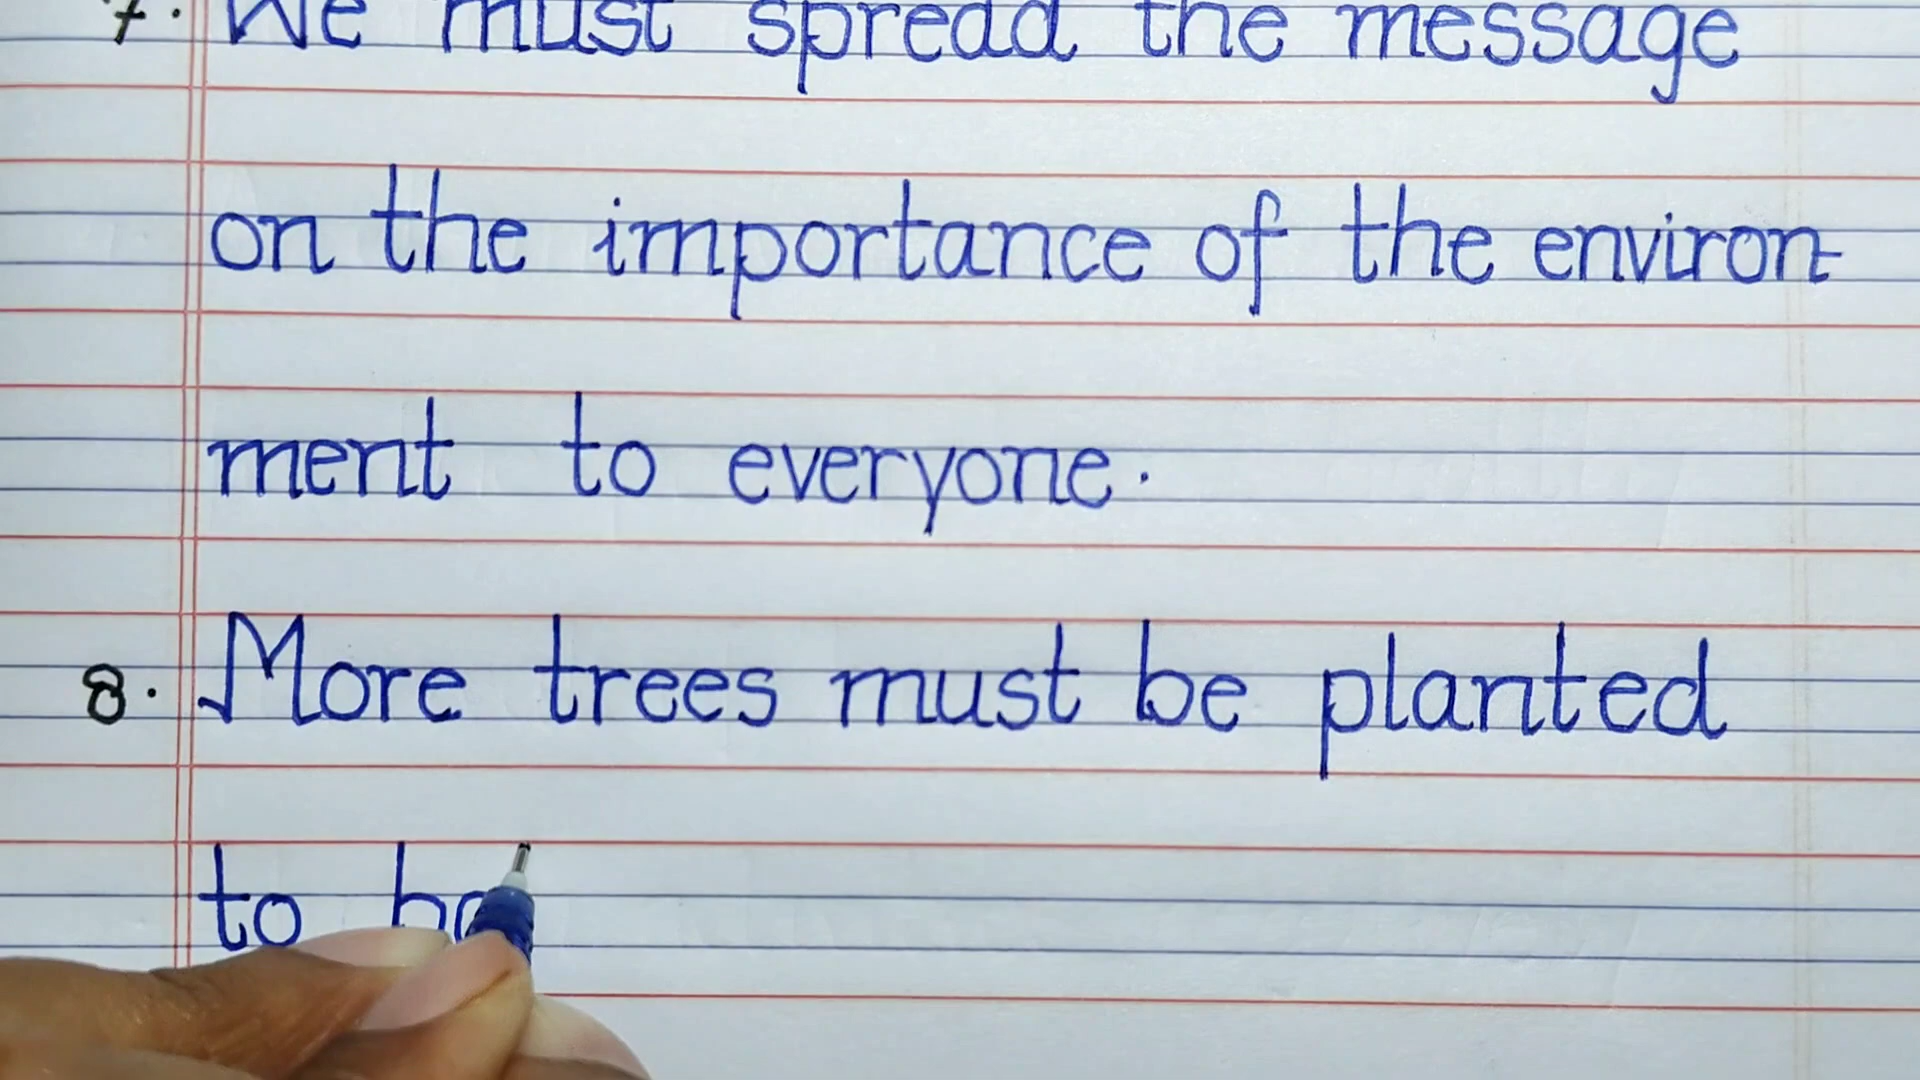 7. We must spread the message
on the importance of the environ-
ment to everyone.
8. More trees must be planted
to